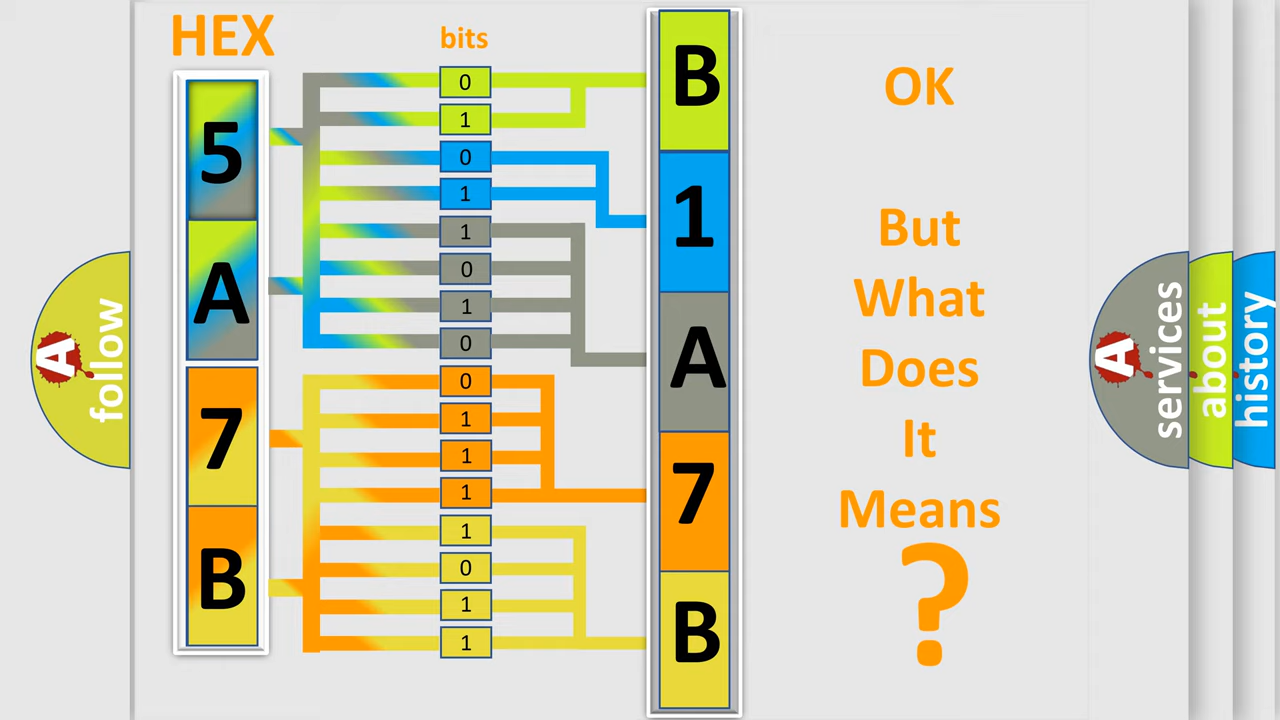 HEX
bits
5
A
7
B
0
1
0
1
1
0
1
0
0
1
1
1
1
0
1
1
B
1
A
7
B
OK
But
What
Does
It
Means
?
A
follow
A
services
about
history